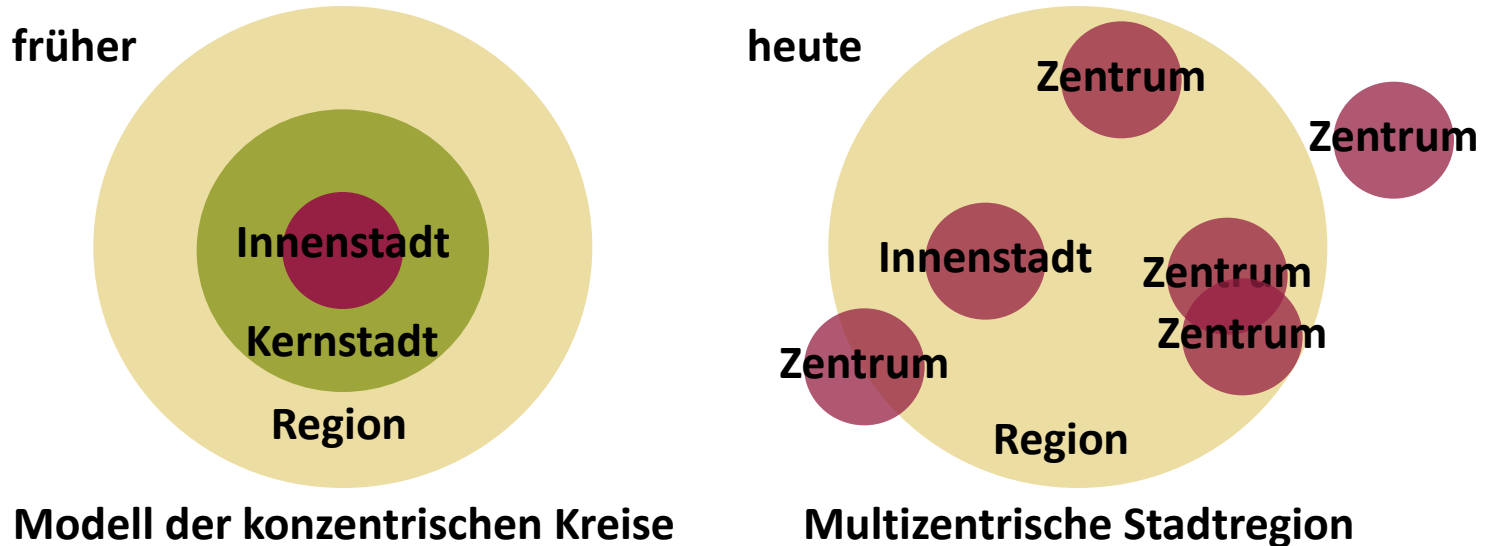 früher
Innenstadt
Kernstadt
Region
Modell der konzentrischen Kreise
heute
Zentrum
Zentrum
Innenstadt
Zentrum
Zentrum
Zentrum
Region
Multizentrische Stadtregion